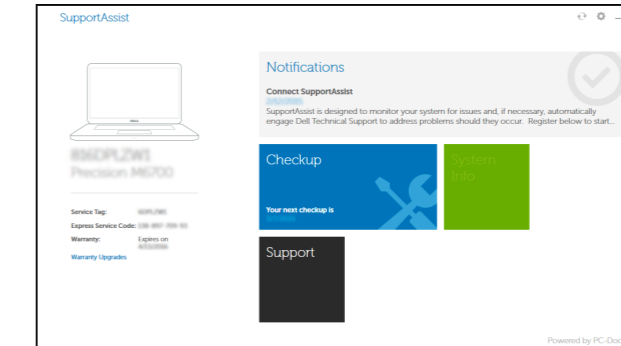 SupportAssist
Notifications
Connect SupportAssist
SupportAssist is designed to monitor your system for issues and, if necessary, automatically
engage Dell Technical Support to address problems should they occur. Register below to start...
Precision M6700
Checkup
System
Info
Your next checkup is
Service Tag:
Express Service Code:
Warranty: Expires on
Warranty Upgrades
Support
Powered by PC-Doc